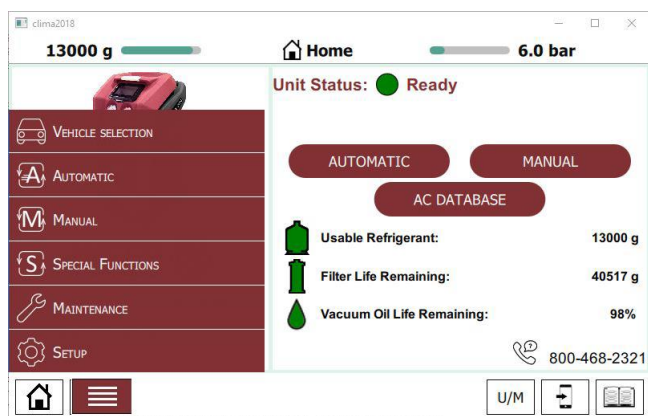 clima2018
13000 g
Home
6.0 bar
Unit Status: Ready
VEHICLE SELECTION
AUTOMATIC
MANUAL
SPECIAL FUNCTIONS
MAINTENANCE
SETUP
AUTOMATIC
MANUAL
AC DATABASE
Usable Refrigerant: 13000 g
Filter Life Remaining: 40517 g
Vacuum Oil Life Remaining: 98%
800-468-2321
U/M